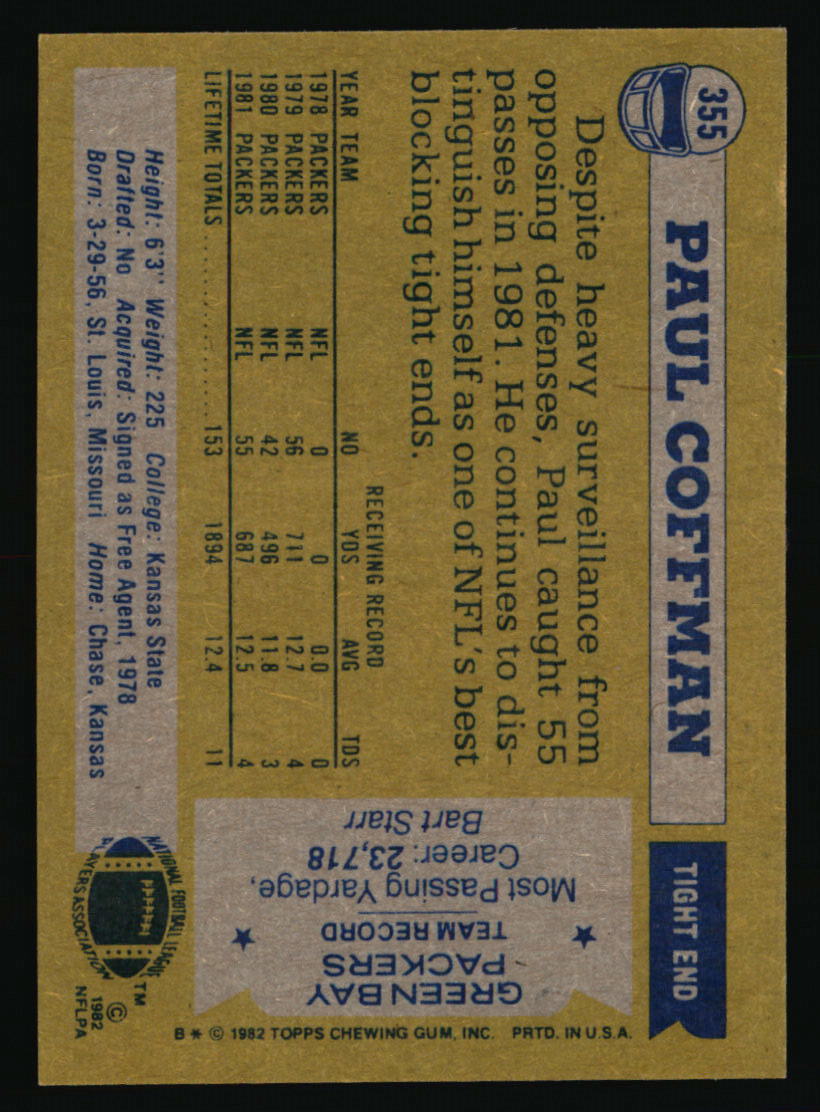 355
PAUL COFFMAN
TIGHT END
Despite heavy surveillance from
opposing defenses, Paul caught 55
passes in 1981. He continues to dis-
tinguish himself as one of NFL's best
blocking tight ends.
RECEIVING RECORD
YEAR TEAM NO YDS AVG TDS
1978 PACKERS NFL 0 0 0.0 0
1979 PACKERS NFL 56 711 12.7 4
1980 PACKERS NFL 42 496 11.8 3
1981 PACKERS NFL 55 687 12.5 4
LIFETIME TOTALS .............. 153 1894 12.4 11
Height: 6'3" Weight: 225 College: Kansas State
Drafted: No Acquired: Signed as Free Agent, 1978
Born: 3-29-56, St. Louis, Missouri Home: Chase, Kansas
GREEN BAY
PACKERS
TEAM RECORD
Most Passing Yardage,
Career: 23,718
Bart Starr
NATIONAL FOOTBALL LEAGUE
PLAYERS ASSOCIATION
TM
©
1982
NFLPA
B * © 1982 TOPPS CHEWING GUM, INC. PRTD. IN U.S.A.